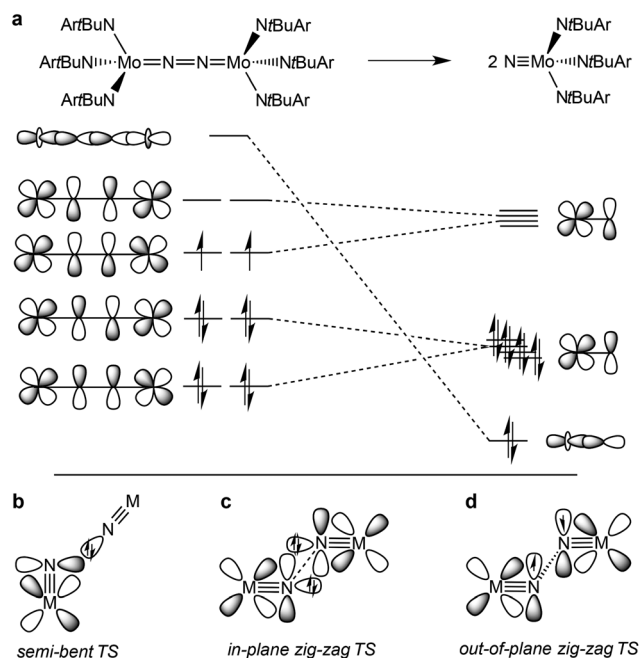 a
ArtBuN NtBuAr NtBuAr
ArtBuN Mo=N=N=Mo NtBuAr 2 N≡Mo NtBuAr
ArtBuN NtBuAr NtBuAr
b c d
M
N
N
M
M N N M
M N N M
semi-bent TS in-plane zig-zag TS out-of-plane zig-zag TS